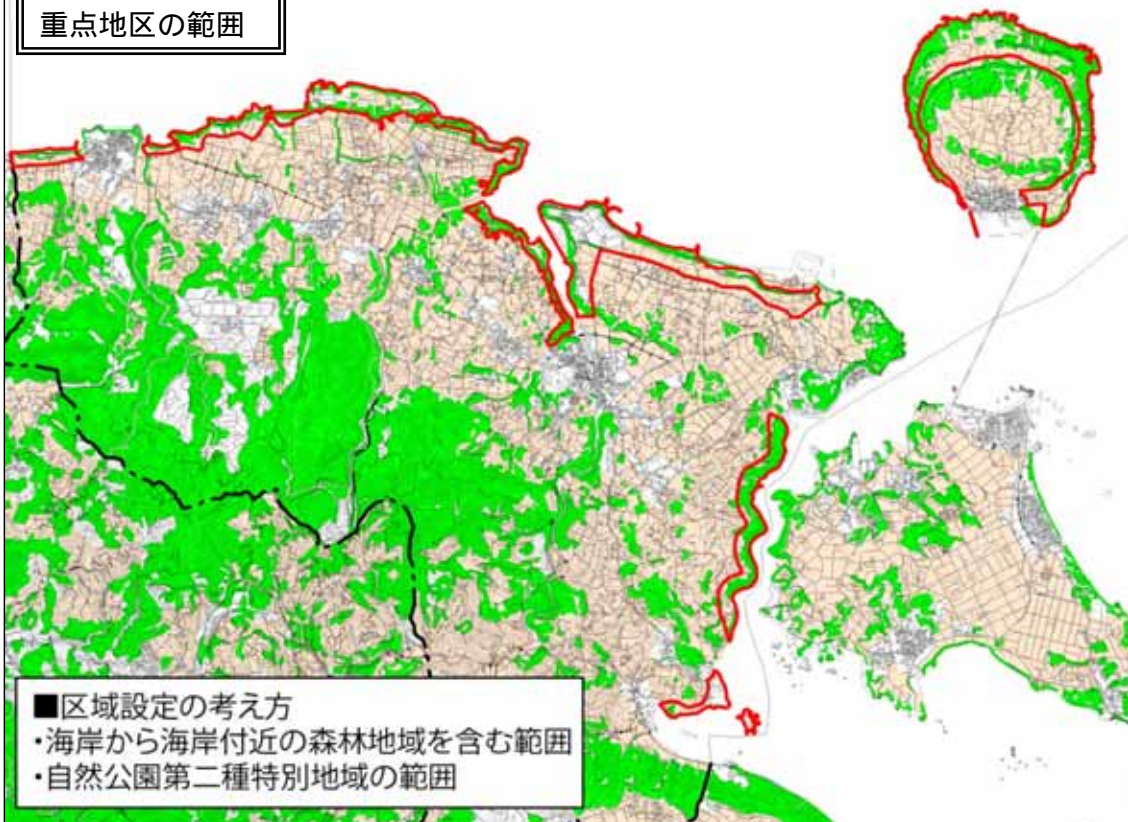 重点地区の範囲
■区域設定の考え方
・海岸から海岸付近の森林地域を含む範囲
・自然公園第二種特別地域の範囲